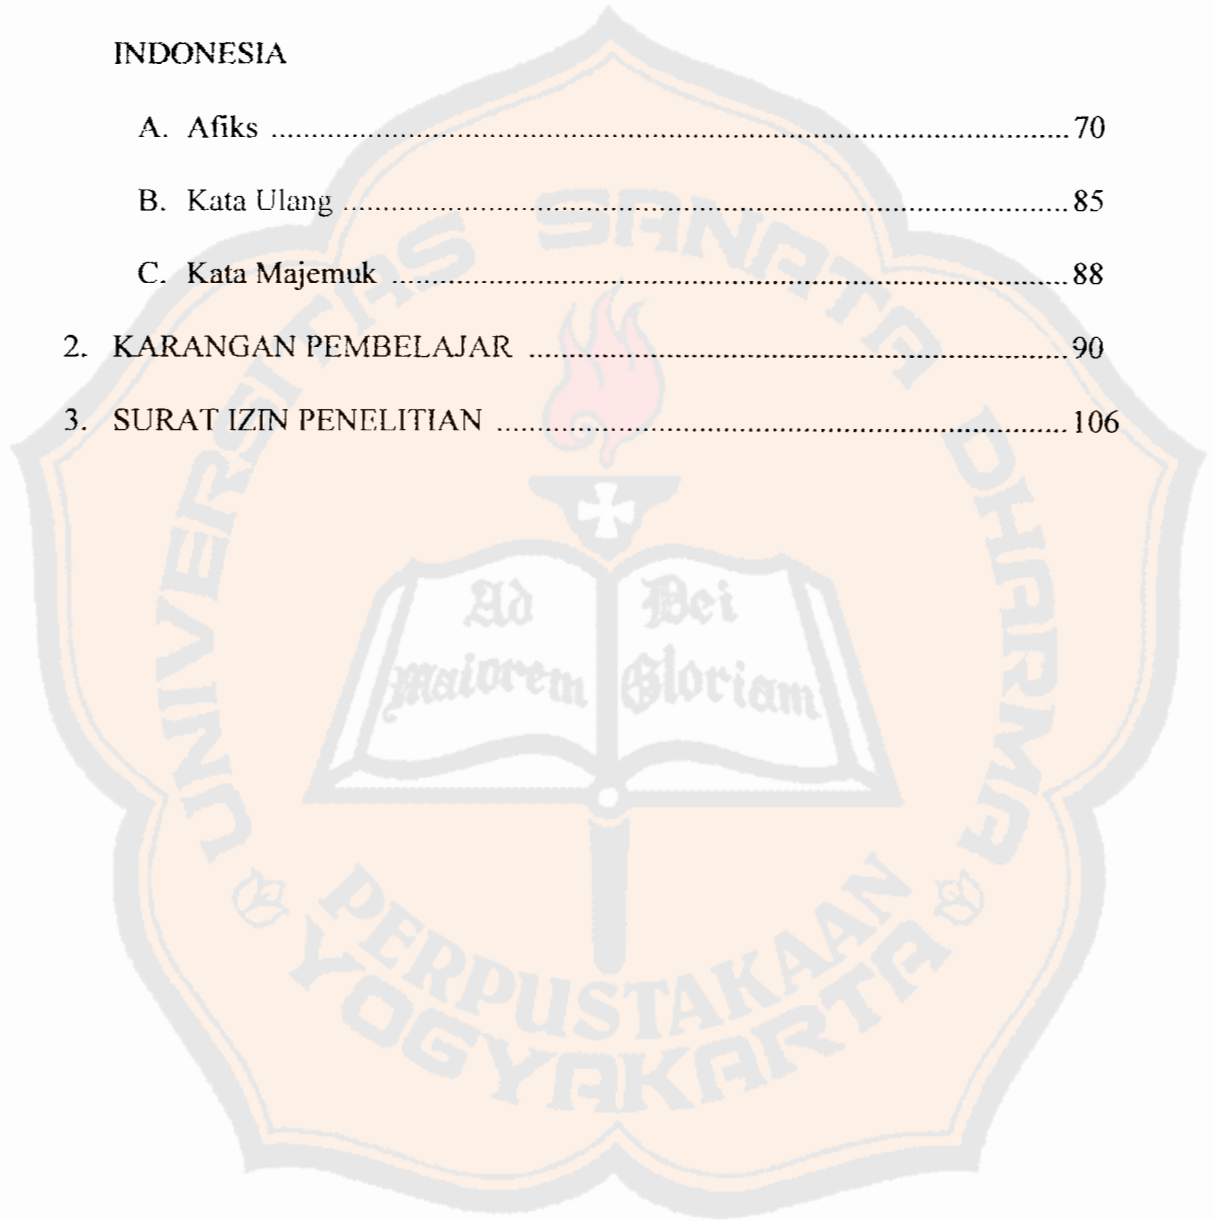 INDONESIA
A. Afiks ........................................................................ 70
B. Kata Ulang ........................................................................ 85
C. Kata Majemuk ........................................................................ 88
2. KARANGAN PEMBELAJAR ........................................................................ 90
3. SURAT IZIN PENELITIAN ........................................................................ 106
UNIVERSITAS SANATA DHARMA
Ad Dei
Maiorem Gloriam
PERPUSTAKAAN
YOGYAKARTA